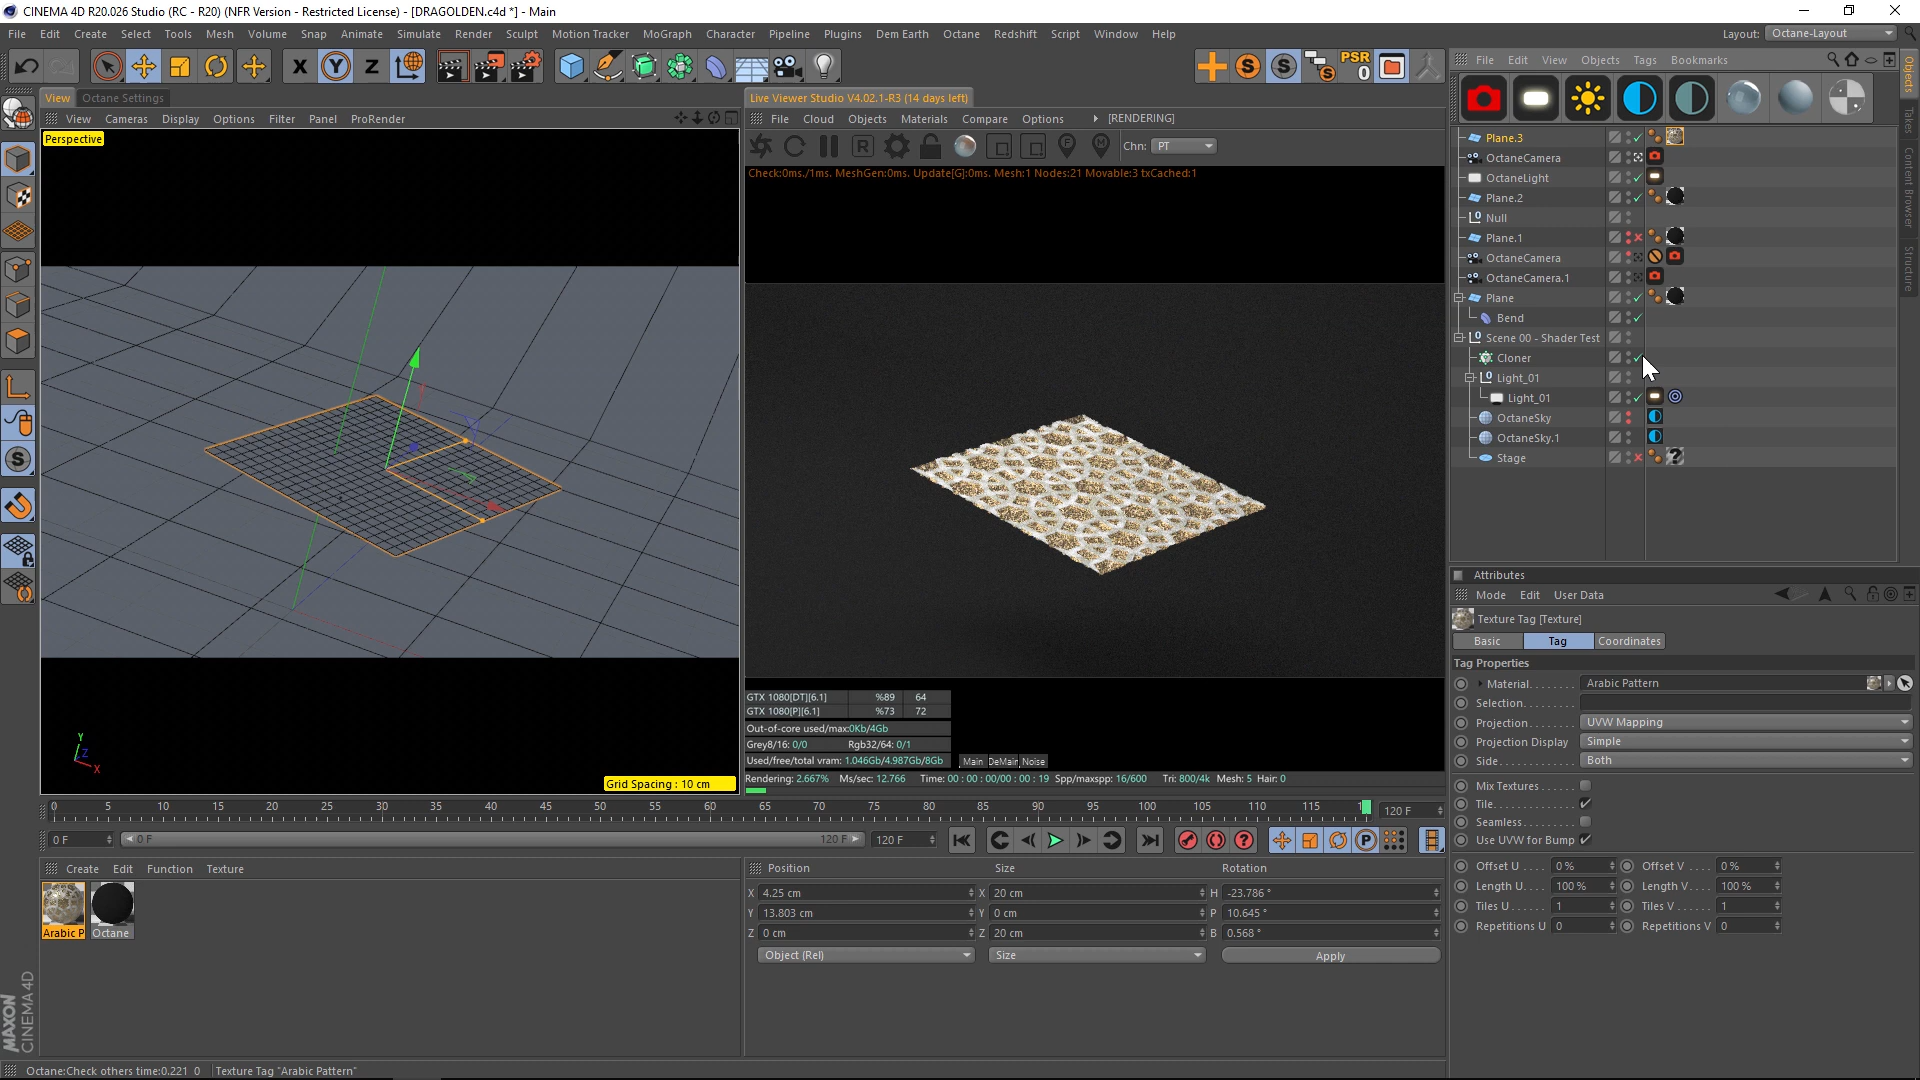 CINEMA 4D R20.026 Studio (RC - R20) (NFR Version - Restricted License) - [DRAGOLDEN.c4d *] - Main
File Edit Create Select Tools Mesh Volume Snap Animate Simulate Render Sculpt Motion Tracker MoGraph Character Pipeline Plugins Dem Earth Octane Redshift Script Window Help
Layout: Octane-Layout
X Y Z
PSR
0
File Edit View Objects Tags Bookmarks
View Octane Settings
Live Viewer Studio V4.02.1-R3 (14 days left)
View Cameras Display Options Filter Panel ProRender
File Cloud Objects Materials Compare Options [RENDERING]
Perspective
Chn: PT
Check:0ms./1ms. MeshGen:0ms. Update[G]:0ms. Mesh:1 Nodes:21 Movable:3 txCached:1
Plane.3
OctaneCamera
OctaneLight
Plane.2
Null
Plane.1
OctaneCamera
OctaneCamera.1
Plane
Bend
Scene 00 - Shader Test
Cloner
Light_01
Light_01
OctaneSky
OctaneSky.1
Stage
Objects
Takes
Content Browser
Structure
Attributes
Mode Edit User Data
Texture Tag [Texture]
Basic Tag Coordinates
Tag Properties
Material. . . . . . . . Arabic Pattern
Selection. . . . . . . .
Projection. . . . . . . UVW Mapping
Projection Display Simple
Side. . . . . . . . . . . . Both
Mix Textures . . . . . .
Tile. . . . . . . . . . . . . .
Seamless. . . . . . . . .
Use UVW for Bump
Offset U . . . . 0 % Offset V . . . . 0 %
Length U. . . . 100 % Length V. . . . 100 %
Tiles U . . . . . . 1 Tiles V . . . . . . 1
Repetitions U 0 Repetitions V 0
Y
Z
X
Grid Spacing : 10 cm
GTX 1080[DT][6.1] %89 64
GTX 1080[P][6.1] %73 72
Out-of-core used/max:0Kb/4Gb
Grey8/16: 0/0 Rgb32/64: 0/1
Used/free/total vram: 1.046Gb/4.987Gb/8Gb Main DeMain Noise
Rendering: 2.667% Ms/sec: 12.766 Time: 00 : 00 : 00/00 : 00 : 19 Spp/maxspp: 16/600 Tri: 800/4k Mesh: 5 Hair: 0
0 5 10 15 20 25 30 35 40 45 50 55 60 65 70 75 80 85 90 95 100 105 110 115 120 F
0 F 0 F 120 F 120 F
Create Edit Function Texture
Arabic P Octane
Position Size Rotation
X 4.25 cm X 20 cm H -23.786 °
Y 13.803 cm Y 0 cm P 10.645 °
Z 0 cm Z 20 cm B 0.568 °
Object (Rel) Size Apply
MAXON
CINEMA 4D
Octane:Check others time:0.221 0 Texture Tag "Arabic Pattern"